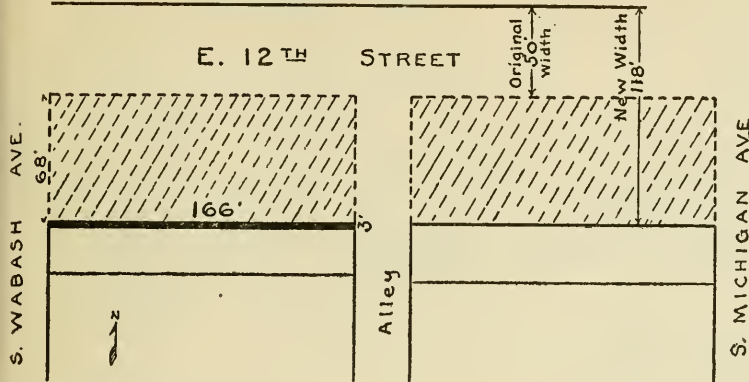 E. 12TH STREET
Original 50' width
New Width 118'
S. WABASH AVE.
68'
166'
3'
Alley
N
S. MICHIGAN AVE